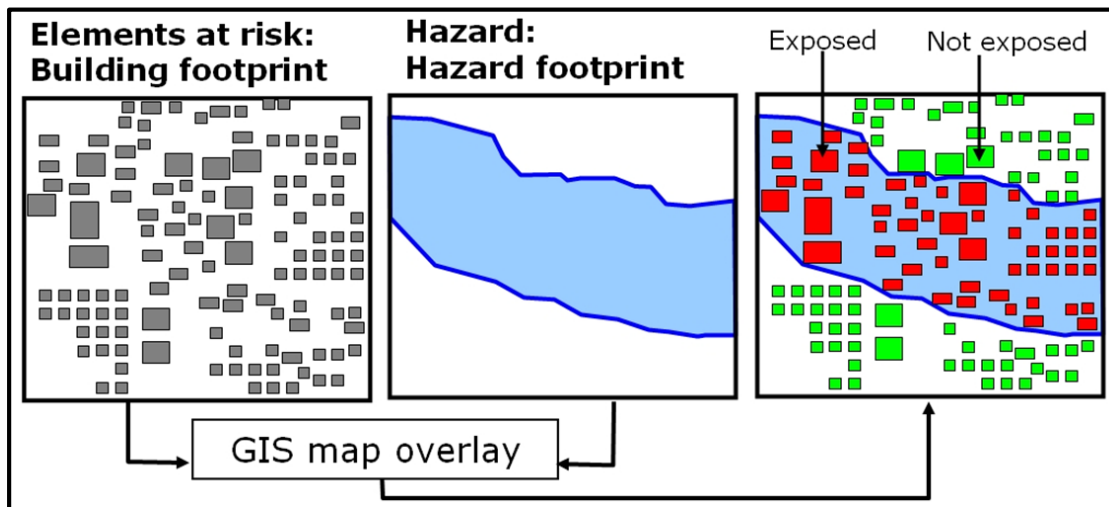 Elements at risk:
Building footprint
Hazard:
Hazard footprint
Exposed
Not exposed
GIS map overlay